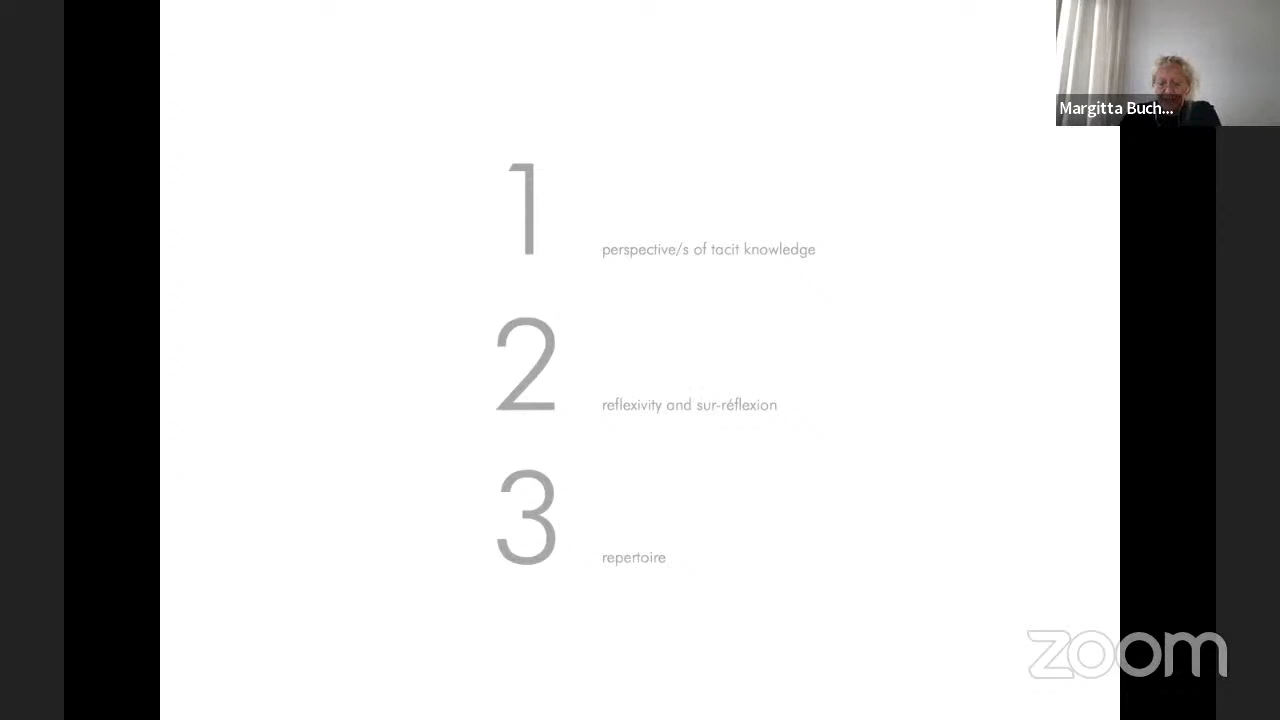 Margitta Buch...
1
perspective/s of tacit knowledge
2
reflexivity and sur-réflexion
3
repertoire
zoom